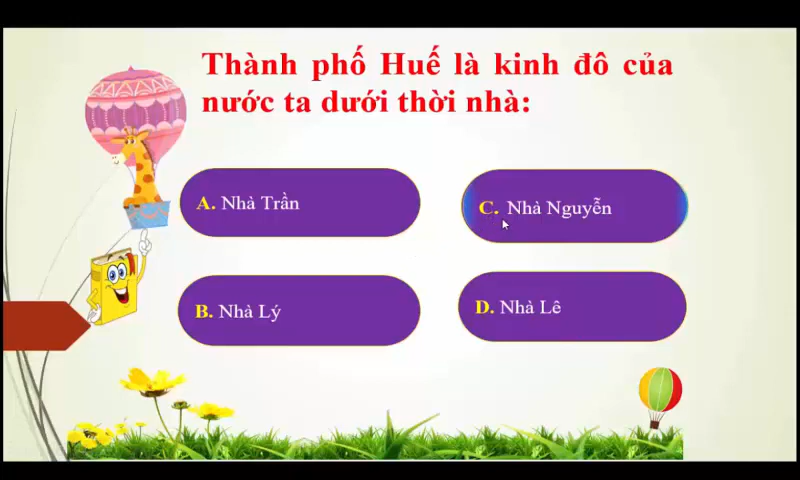 Thành phố Huế là kinh đô của
nước ta dưới thời nhà:
A. Nhà Trần
C. Nhà Nguyễn
B. Nhà Lý
D. Nhà Lê